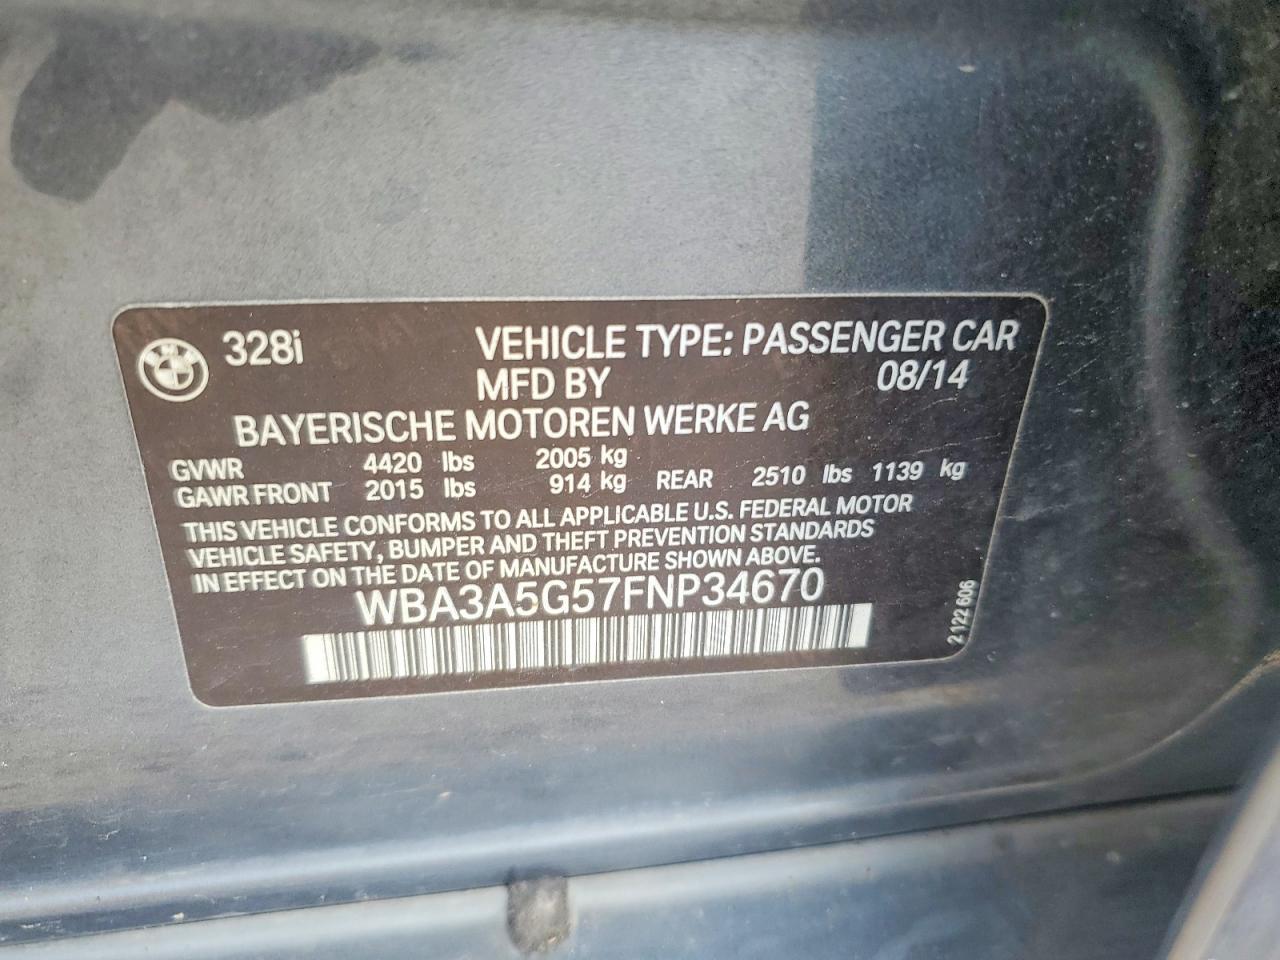 328i VEHICLE TYPE: PASSENGER CAR
MFD BY 08/14
BAYERISCHE MOTOREN WERKE AG
GVWR 4420 lbs 2005 kg
GAWR FRONT 2015 lbs 914 kg REAR 2510 lbs 1139 kg
THIS VEHICLE CONFORMS TO ALL APPLICABLE U.S. FEDERAL MOTOR
VEHICLE SAFETY, BUMPER AND THEFT PREVENTION STANDARDS
IN EFFECT ON THE DATE OF MANUFACTURE SHOWN ABOVE.
WBA3A5G57FNP34670
2 122 606